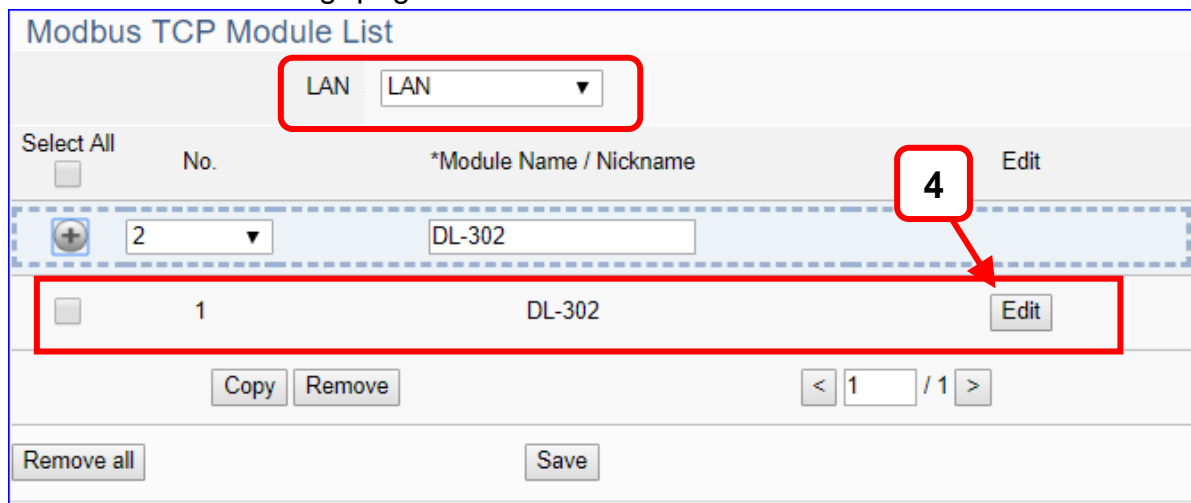 Modbus TCP Module List
LAN LAN ▼
Select All No. *Module Name / Nickname Edit
4
2 ▼ DL-302
1 DL-302 Edit
Copy Remove < 1 / 1 >
Remove all Save